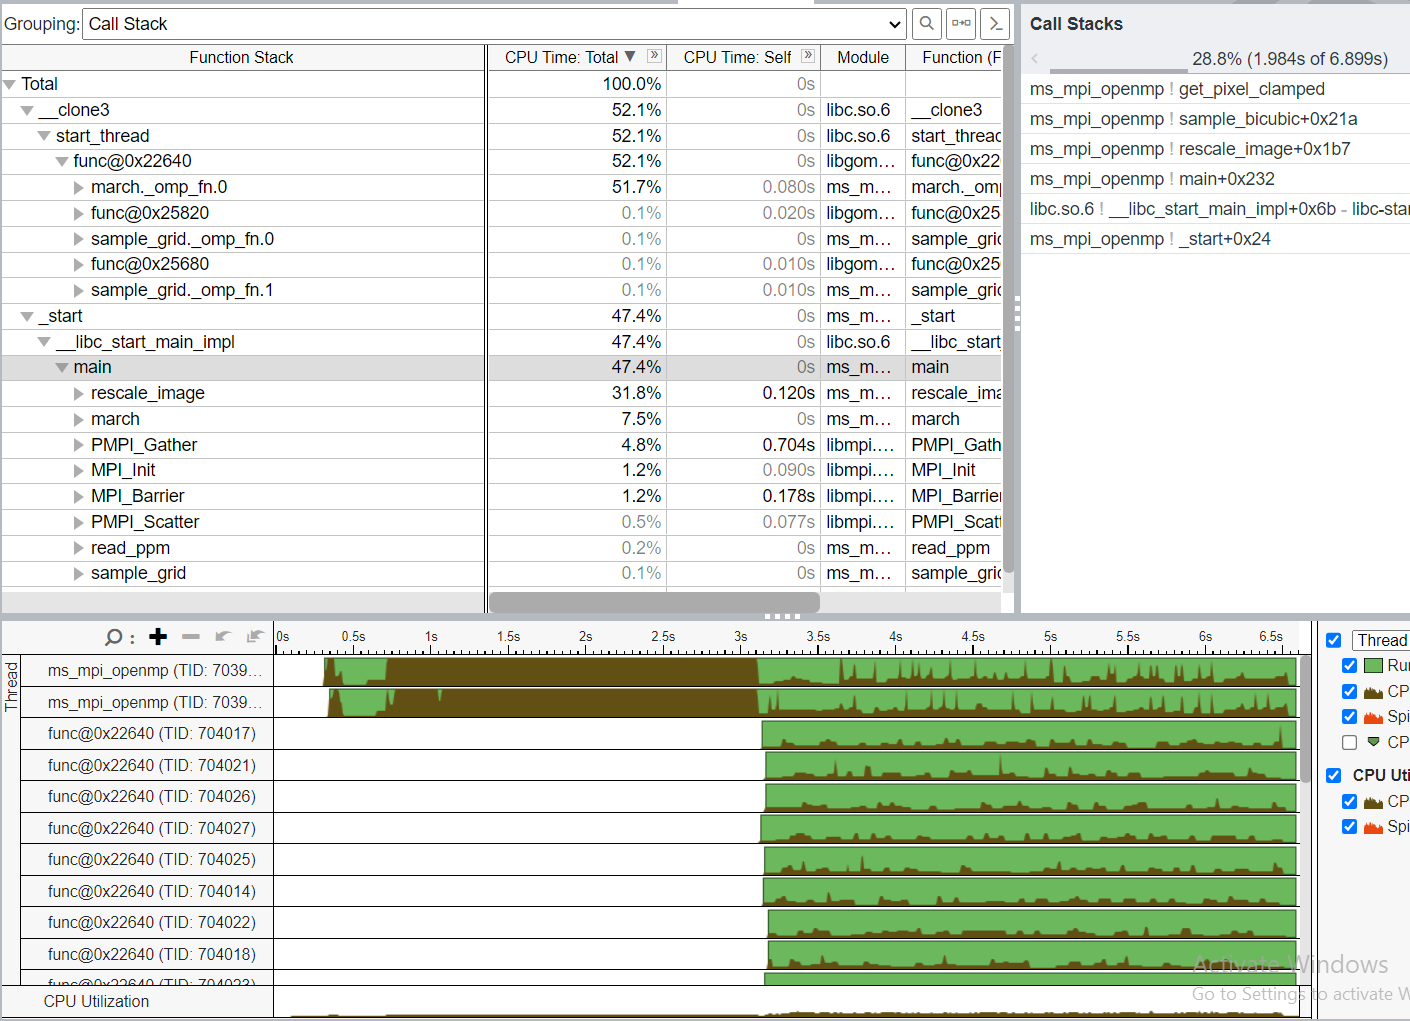 Grouping: Call Stack
Function Stack CPU Time: Total CPU Time: Self Module Function (F
Total 100.0% 0s
__clone3 52.1% 0s libc.so.6 __clone3
start_thread 52.1% 0s libc.so.6 start_threac
func@0x22640 52.1% 0s libgom... func@0x22
march._omp_fn.0 51.7% 0.080s ms_m... march._om
func@0x25820 0.1% 0.020s libgom... func@0x25
sample_grid._omp_fn.0 0.1% 0s ms_m... sample_gric
func@0x25680 0.1% 0.010s libgom... func@0x25
sample_grid._omp_fn.1 0.1% 0.010s ms_m... sample_gric
_start 47.4% 0s ms_m... _start
__libc_start_main_impl 47.4% 0s libc.so.6 __libc_start
main 47.4% 0s ms_m... main
rescale_image 31.8% 0.120s ms_m... rescale_ima
march 7.5% 0s ms_m... march
PMPI_Gather 4.8% 0.704s libmpi.... PMPI_Gath
MPI_Init 1.2% 0.090s libmpi.... MPI_Init
MPI_Barrier 1.2% 0.178s libmpi.... MPI_Barrier
PMPI_Scatter 0.5% 0.077s libmpi.... PMPI_Scatt
read_ppm 0.2% 0s ms_m... read_ppm
sample_grid 0.1% 0s ms_m... sample_gric
Call Stacks
28.8% (1.984s of 6.899s)
ms_mpi_openmp ! get_pixel_clamped
ms_mpi_openmp ! sample_bicubic+0x21a
ms_mpi_openmp ! rescale_image+0x1b7
ms_mpi_openmp ! main+0x232
libc.so.6 ! __libc_start_main_impl+0x6b - libc-star
ms_mpi_openmp ! _start+0x24
0s 0.5s 1s 1.5s 2s 2.5s 3s 3.5s 4s 4.5s 5s 5.5s 6s 6.5s
Thread
ms_mpi_openmp (TID: 7039...
ms_mpi_openmp (TID: 7039...
func@0x22640 (TID: 704017)
func@0x22640 (TID: 704021)
func@0x22640 (TID: 704026)
func@0x22640 (TID: 704027)
func@0x22640 (TID: 704025)
func@0x22640 (TID: 704014)
func@0x22640 (TID: 704022)
func@0x22640 (TID: 704018)
func@0x22640 (TID: 704023)
CPU Utilization
Thread
Ru
CP
Spi
CP
CPU Uti
CP
Spi
Activate Windows
Go to Settings to activate W